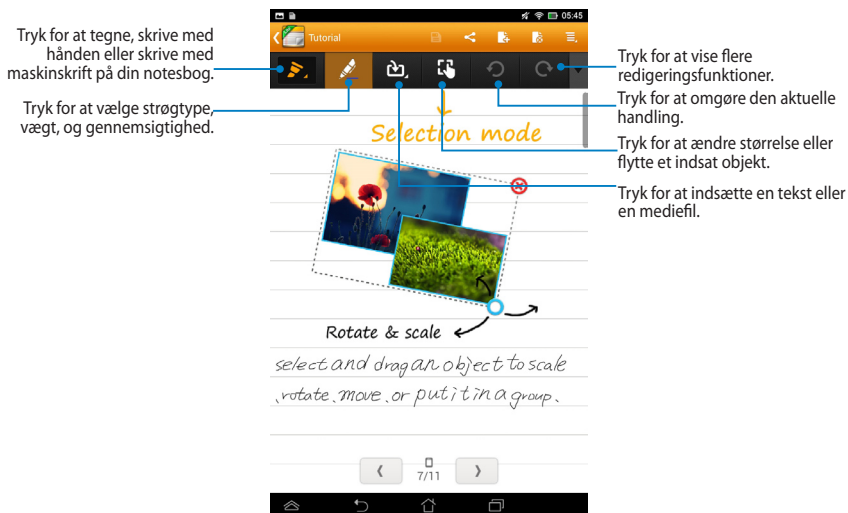 Tryk for at tegne, skrive med
hånden eller skrive med
maskinskrift på din notesbog.
Tryk for at vælge strøgtype,
vægt, og gennemsigtighed.
05:45
Tutorial
Selection mode
Rotate & scale
select and drag an object to scale
,rotate, move, or put it in a group.
7/11
Tryk for at vise flere
redigeringsfunktioner.
Tryk for at omgøre den aktuelle
handling.
Tryk for at ændre størrelse eller
flytte et indsat objekt.
Tryk for at indsætte en tekst eller
en mediefil.